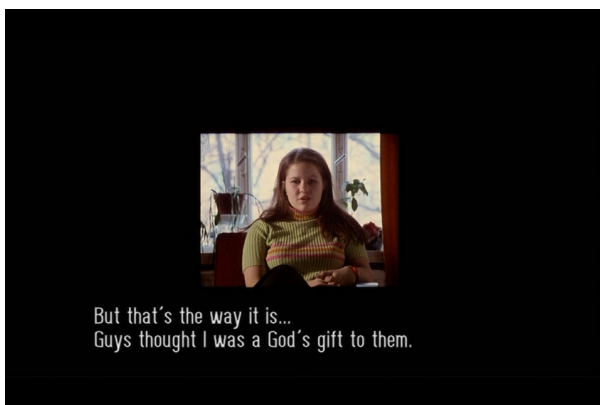 But that´s the way it is...
Guys thought I was a God´s gift to them.